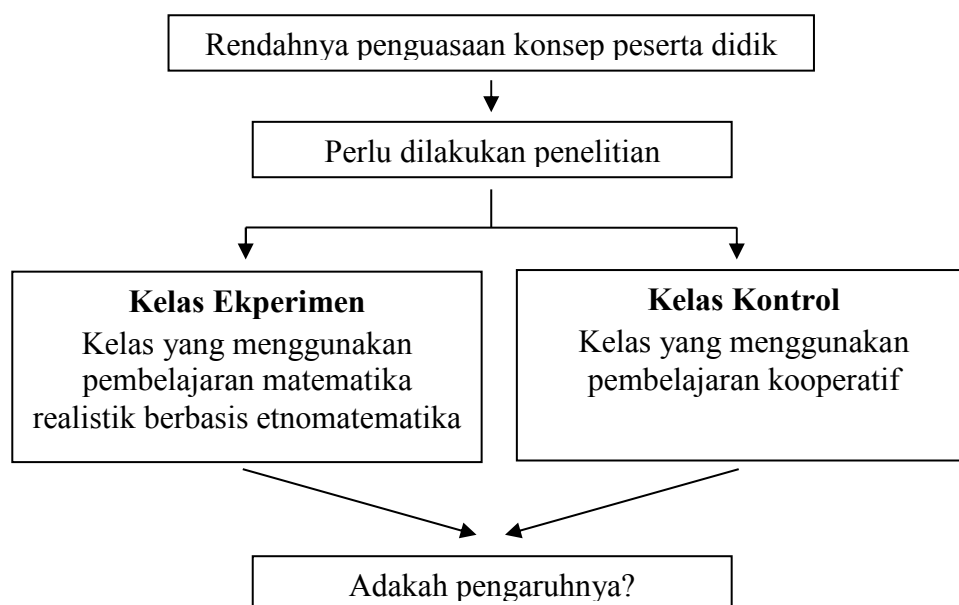 Rendahnya penguasaan konsep peserta didik
Perlu dilakukan penelitian
Kelas Ekperimen
Kelas yang menggunakan
pembelajaran matematika
realistik berbasis etnomatematika
Kelas Kontrol
Kelas yang menggunakan
pembelajaran kooperatif
Adakah pengaruhnya?